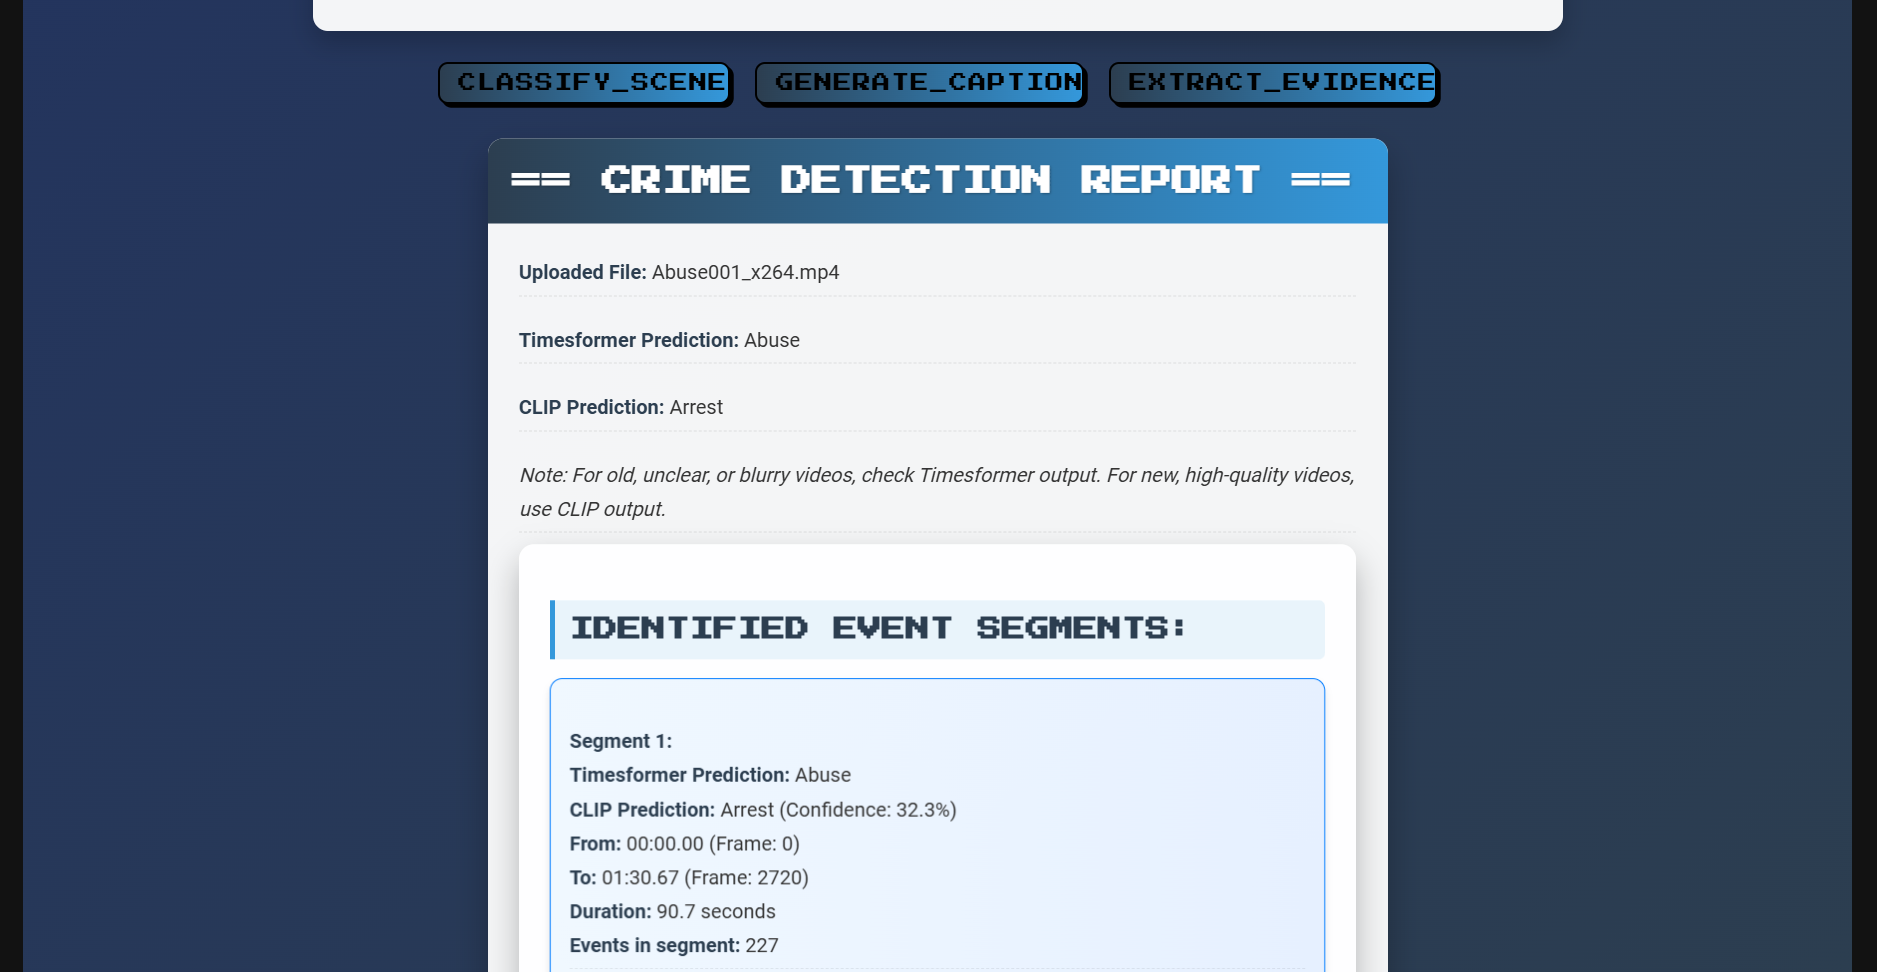 CLASSIFY_SCENE GENERATE_CAPTION EXTRACT_EVIDENCE
== CRIME DETECTION REPORT ==
Uploaded File: Abuse001_x264.mp4
Timesformer Prediction: Abuse
CLIP Prediction: Arrest
Note: For old, unclear, or blurry videos, check Timesformer output. For new, high-quality videos,
use CLIP output.
IDENTIFIED EVENT SEGMENTS:
Segment 1:
Timesformer Prediction: Abuse
CLIP Prediction: Arrest (Confidence: 32.3%)
From: 00:00.00 (Frame: 0)
To: 01:30.67 (Frame: 2720)
Duration: 90.7 seconds
Events in segment: 227